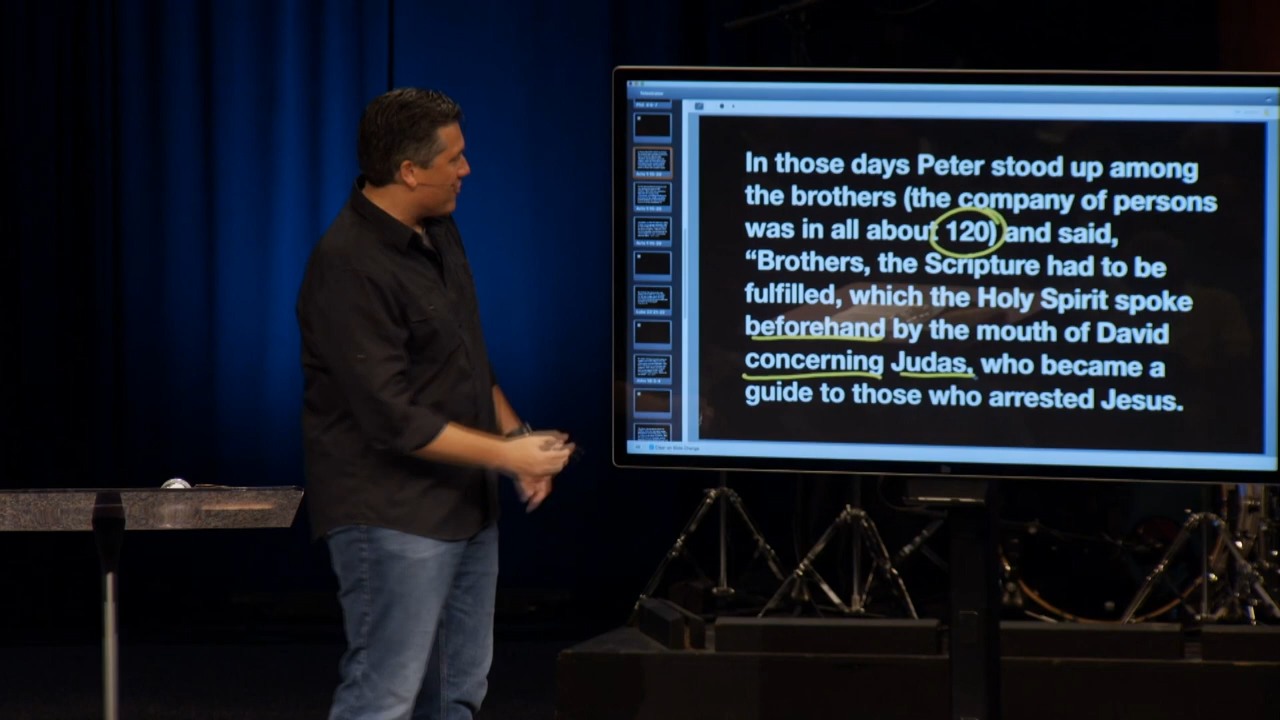 In those days Peter stood up among
the brothers (the company of persons
was in all about 120) and said,
“Brothers, the Scripture had to be
fulfilled, which the Holy Spirit spoke
beforehand by the mouth of David
concerning Judas, who became a
guide to those who arrested Jesus.